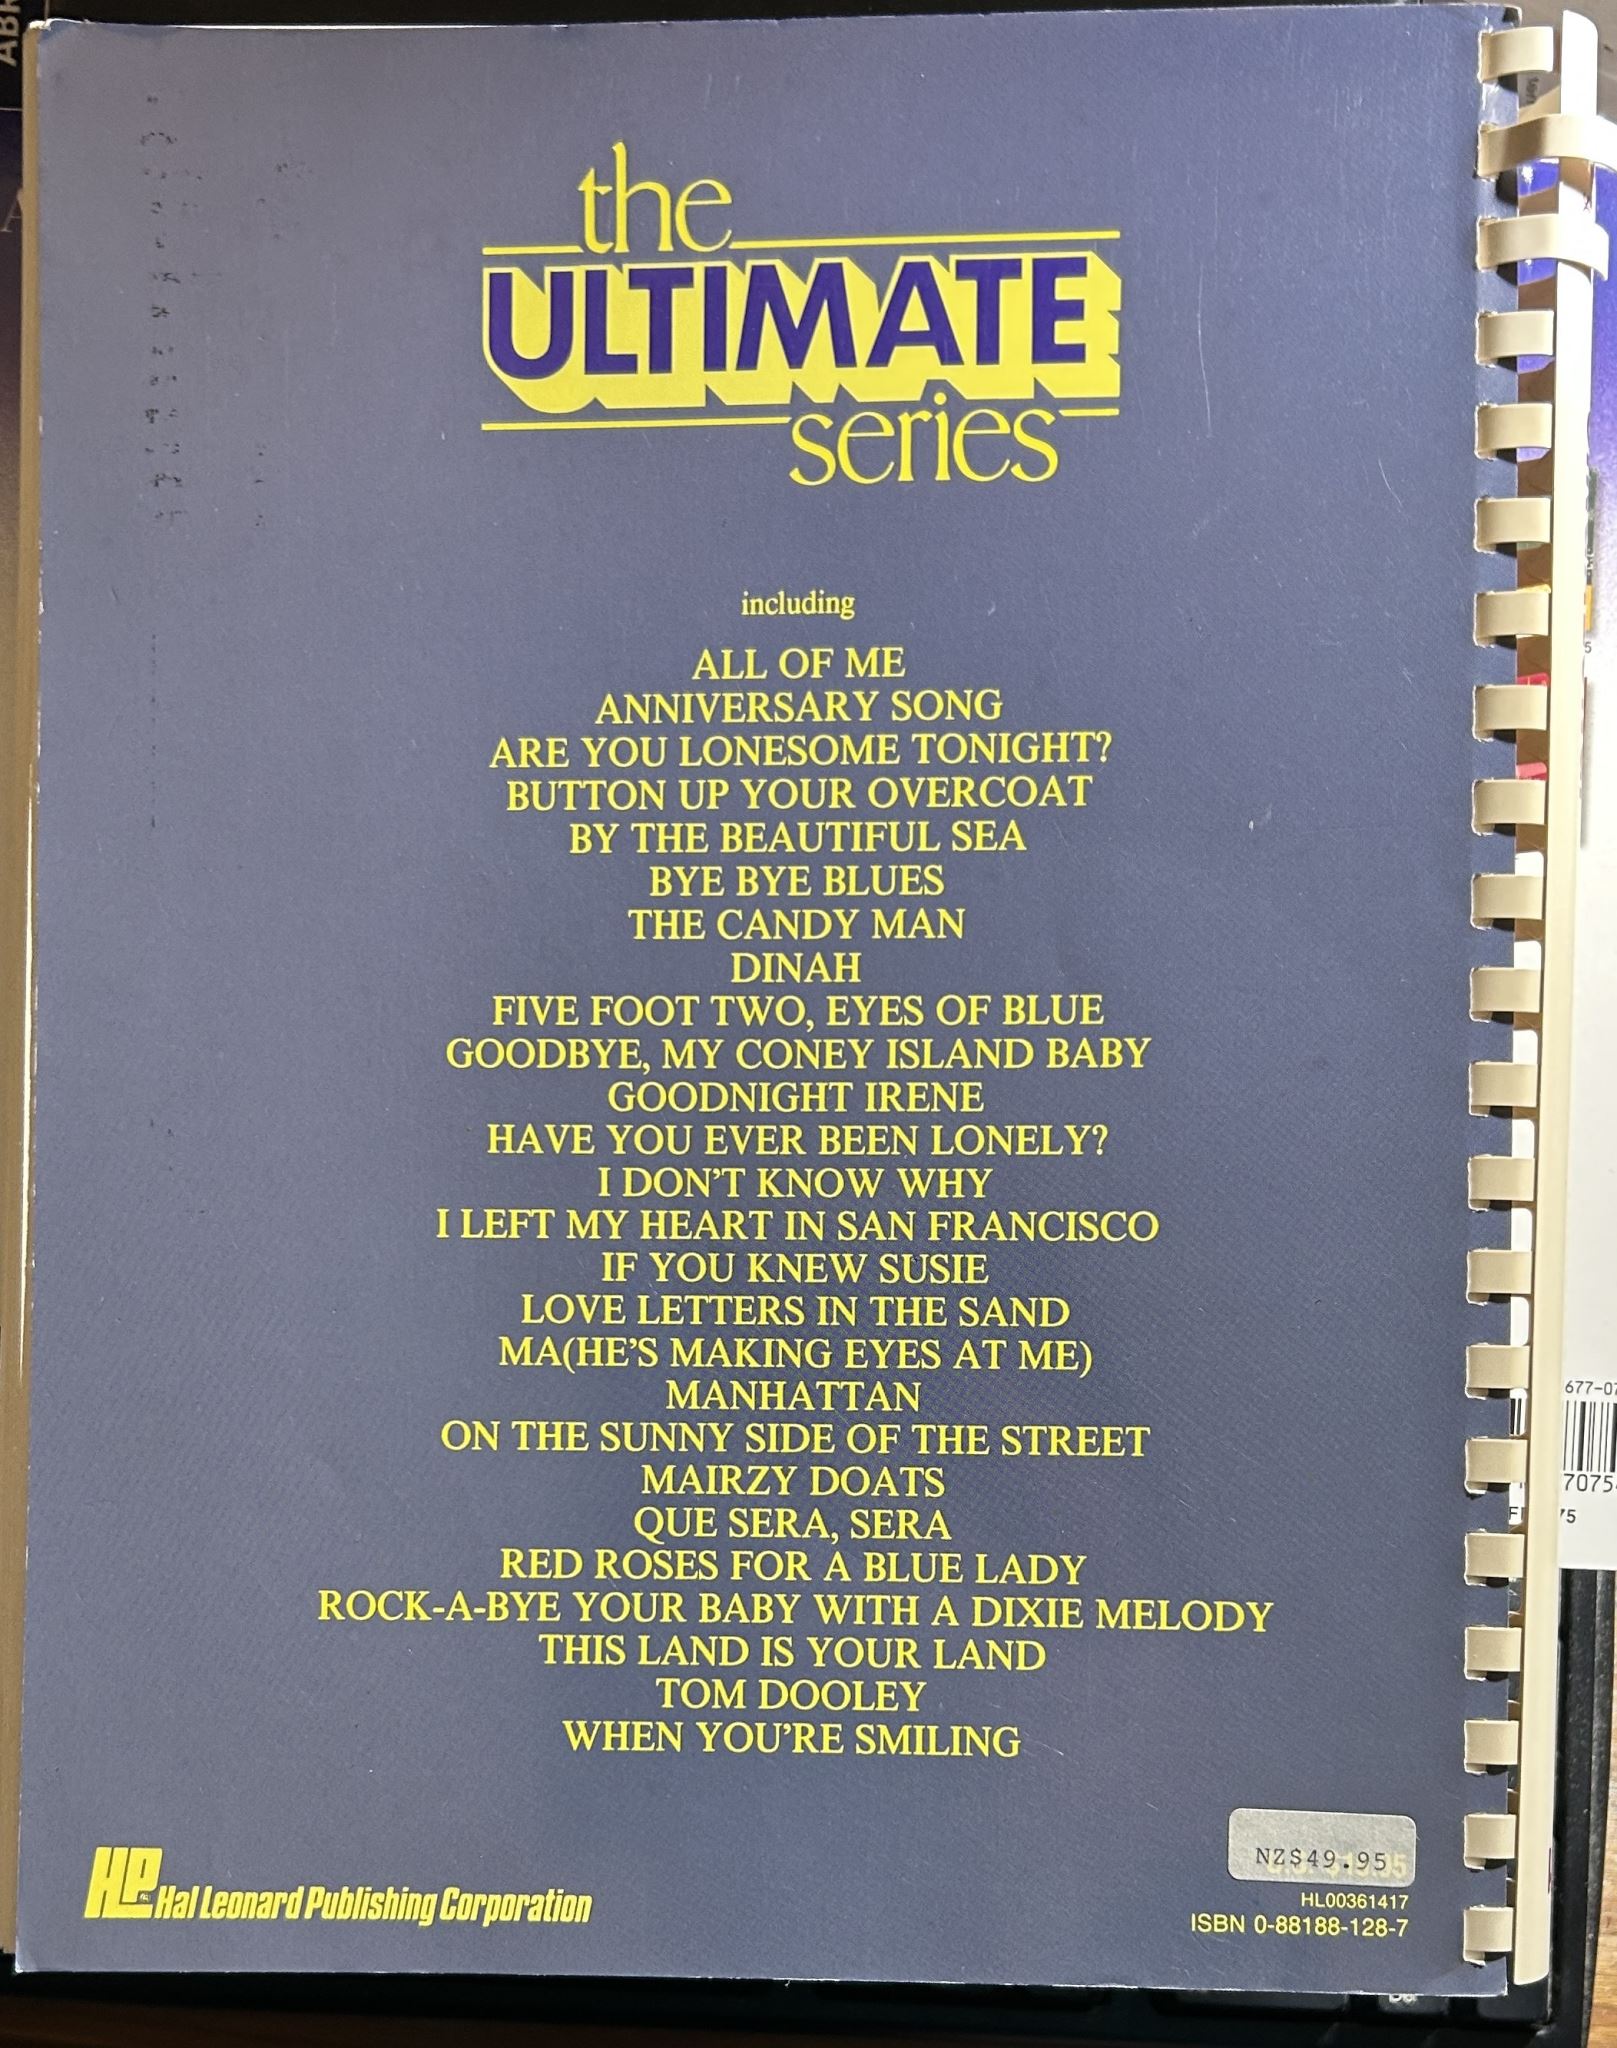 the
ULTIMATE
series
including
ALL OF ME
ANNIVERSARY SONG
ARE YOU LONESOME TONIGHT?
BUTTON UP YOUR OVERCOAT
BY THE BEAUTIFUL SEA
BYE BYE BLUES
THE CANDY MAN
DINAH
FIVE FOOT TWO, EYES OF BLUE
GOODBYE, MY CONEY ISLAND BABY
GOODNIGHT IRENE
HAVE YOU EVER BEEN LONELY?
I DON'T KNOW WHY
I LEFT MY HEART IN SAN FRANCISCO
IF YOU KNEW SUSIE
LOVE LETTERS IN THE SAND
MA(HE'S MAKING EYES AT ME)
MANHATTAN
ON THE SUNNY SIDE OF THE STREET
MAIRZY DOATS
QUE SERA, SERA
RED ROSES FOR A BLUE LADY
ROCK-A-BYE YOUR BABY WITH A DIXIE MELODY
THIS LAND IS YOUR LAND
TOM DOOLEY
WHEN YOU'RE SMILING
HP
Hal Leonard Publishing Corporation
NZ$49.95
HL00361417
ISBN 0-88188-128-7
677-07
7075